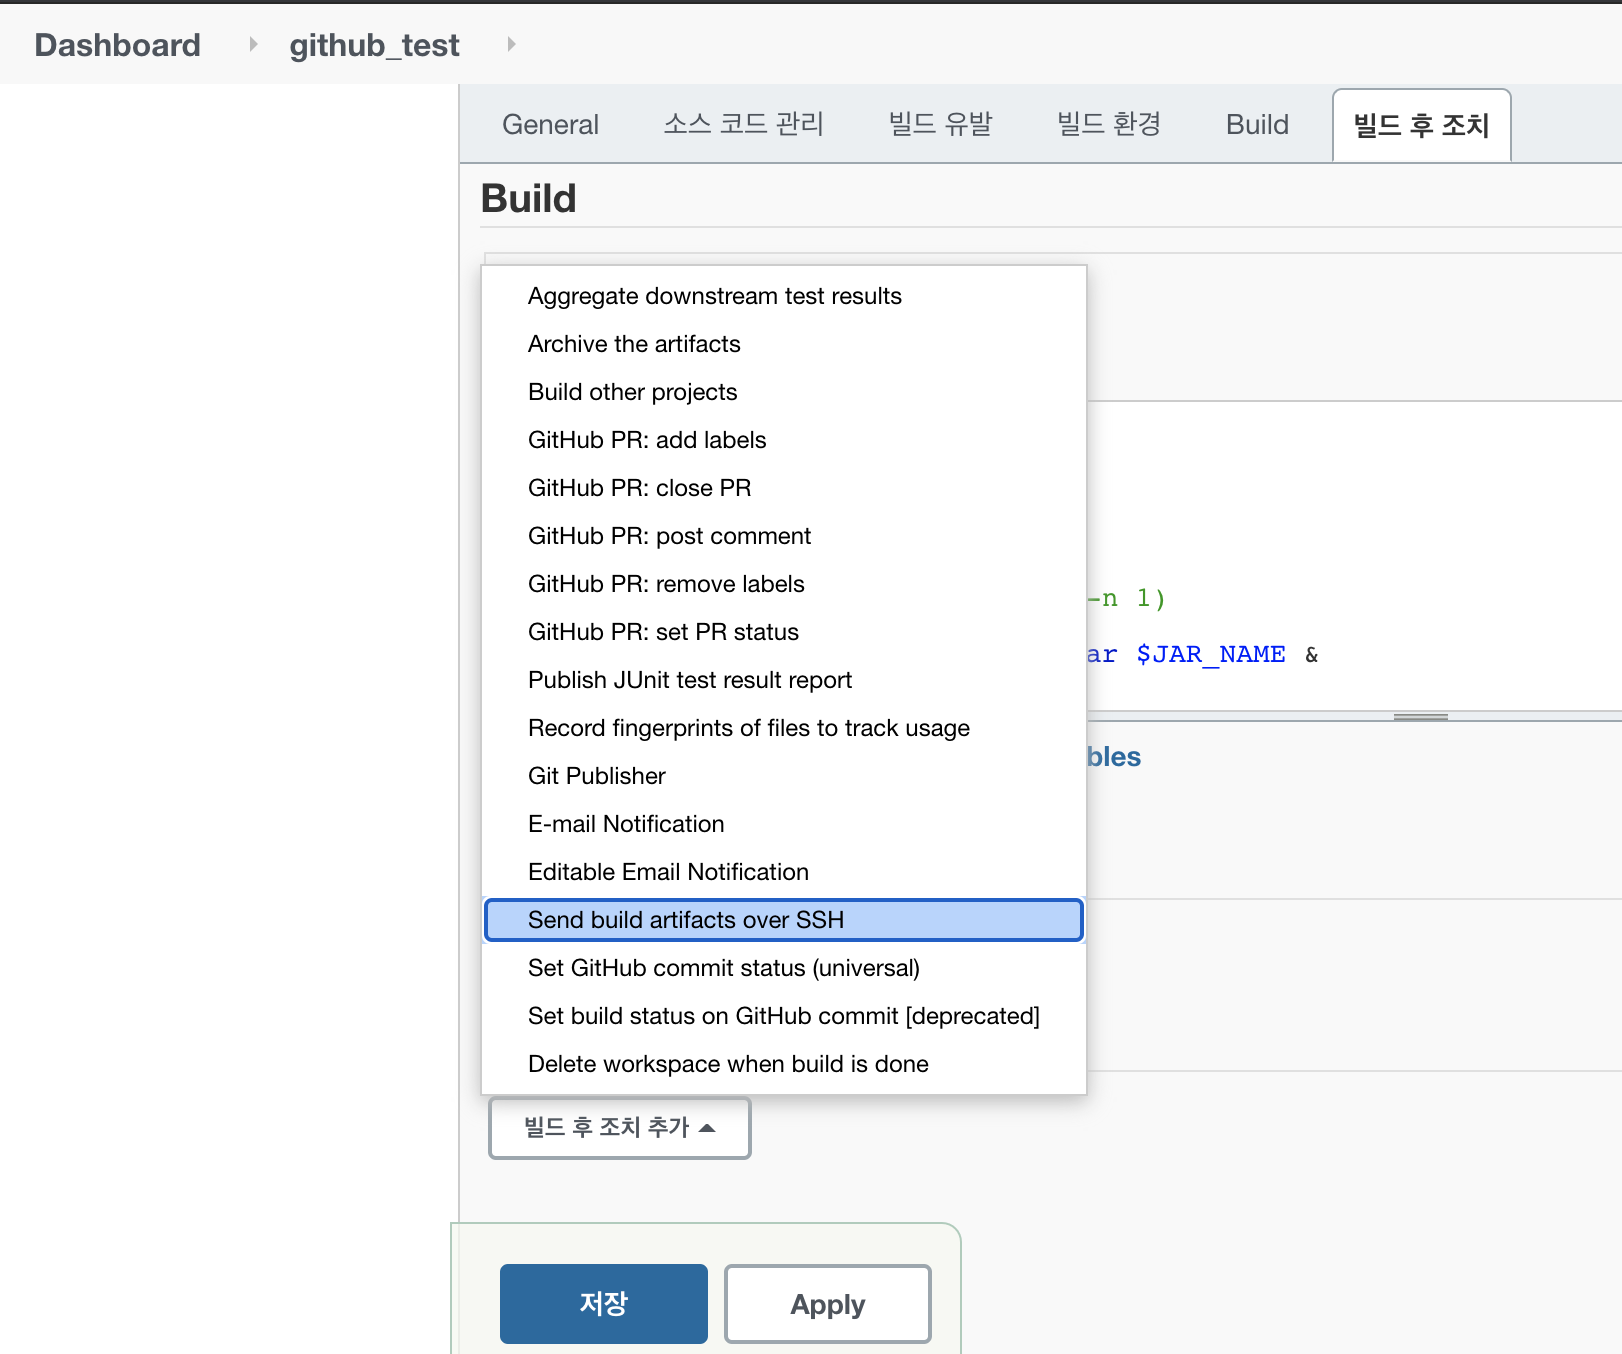 Dashboard github_test
General 소스 코드 관리 빌드 유발 빌드 환경 Build 빌드 후 조치
Build
Aggregate downstream test results
Archive the artifacts
Build other projects
GitHub PR: add labels
GitHub PR: close PR
GitHub PR: post comment
GitHub PR: remove labels
-n 1)
GitHub PR: set PR status
ar $JAR_NAME &
Publish JUnit test result report
Record fingerprints of files to track usage
bles
Git Publisher
E-mail Notification
Editable Email Notification
Send build artifacts over SSH
Set GitHub commit status (universal)
Set build status on GitHub commit [deprecated]
Delete workspace when build is done
빌드 후 조치 추가
저장 Apply